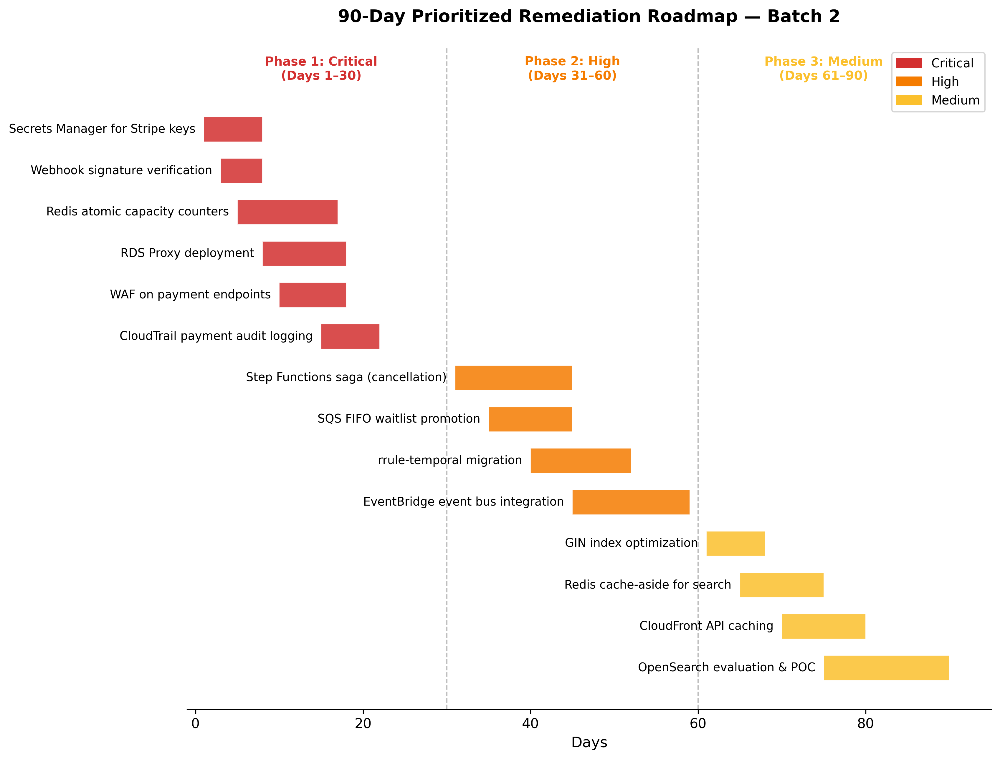 90-Day Prioritized Remediation Roadmap — Batch 2
Phase 1: Critical
(Days 1–30)
Phase 2: High
(Days 31–60)
Phase 3: Medium
(Days 61–90)
Critical
High
Medium
Secrets Manager for Stripe keys
Webhook signature verification
Redis atomic capacity counters
RDS Proxy deployment
WAF on payment endpoints
CloudTrail payment audit logging
Step Functions saga (cancellation)
SQS FIFO waitlist promotion
rrule-temporal migration
EventBridge event bus integration
GIN index optimization
Redis cache-aside for search
CloudFront API caching
OpenSearch evaluation & POC
0 20 40 60 80
Days